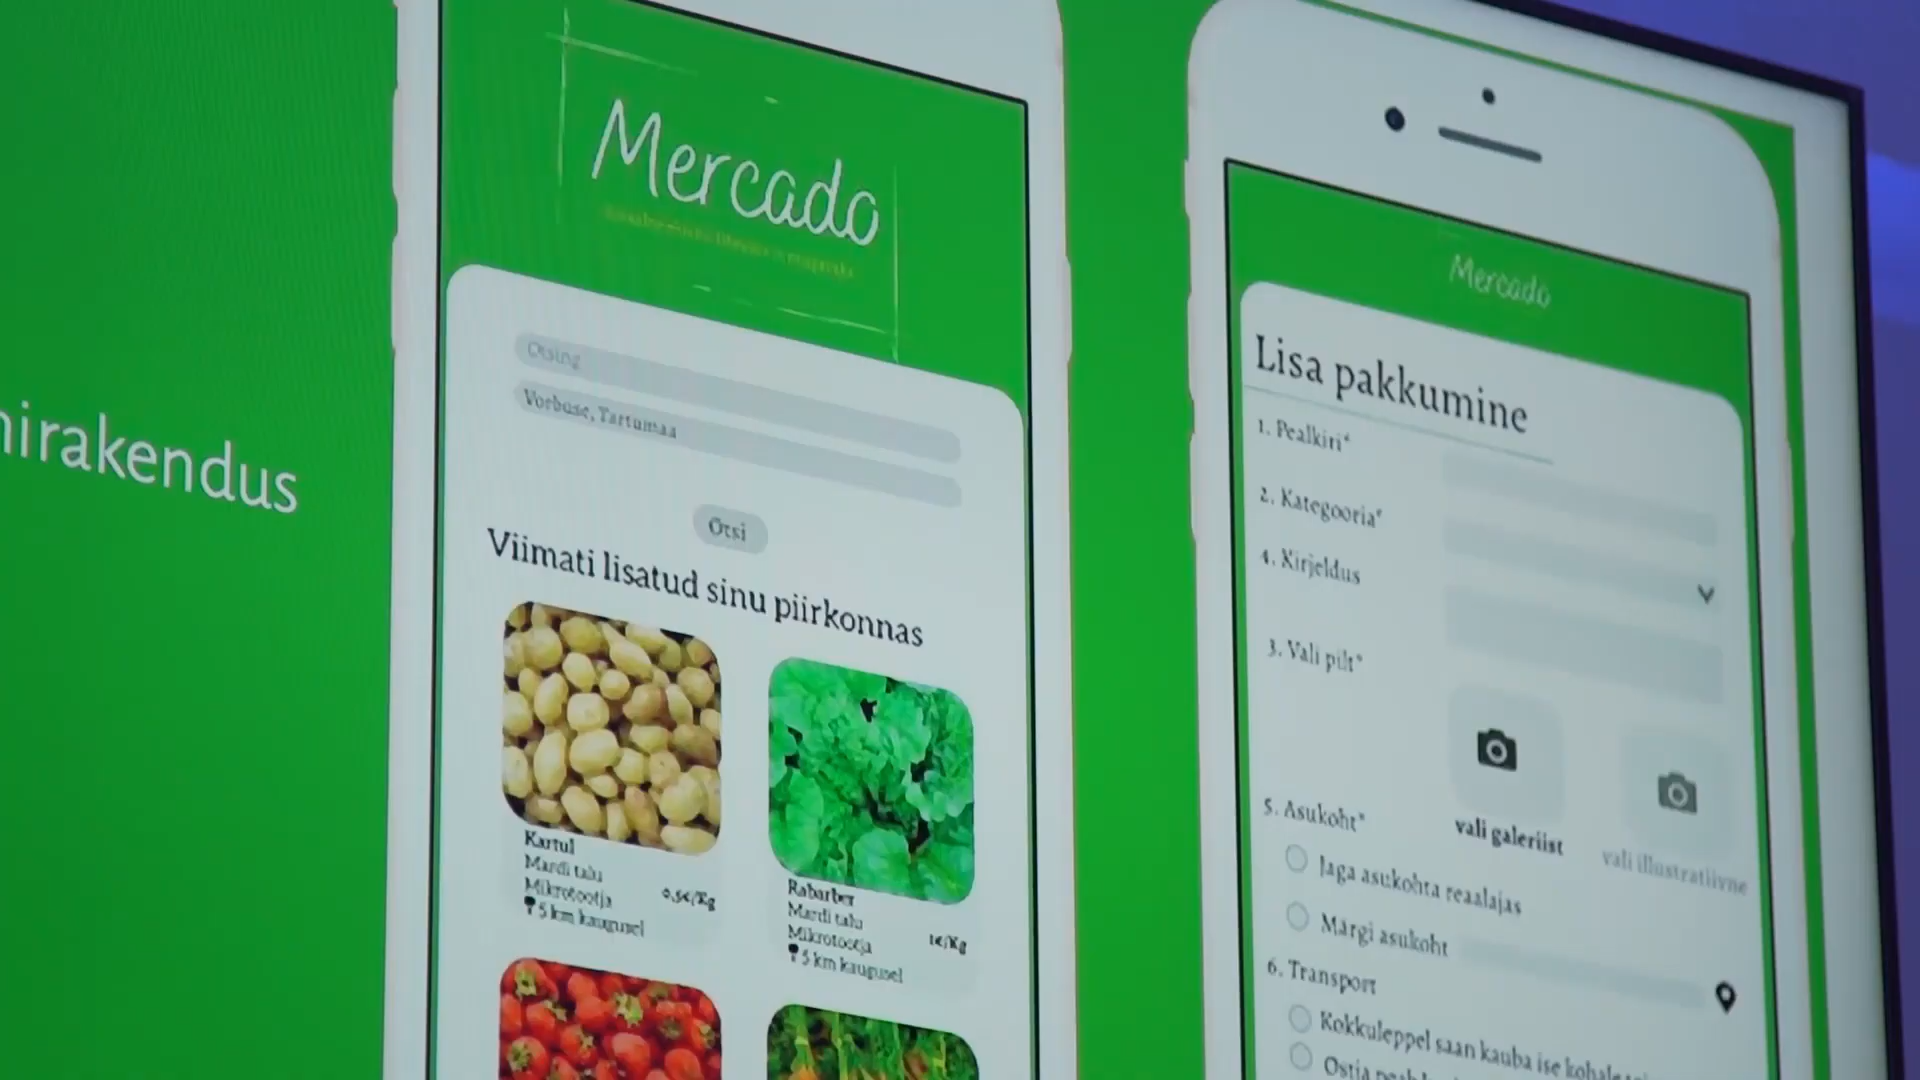 Mercado
Otsing
Vorbuse, Tartumaa
Otsi
Viimati lisatud sinu piirkonnas
Kartul
Mardi talu
Mikrotootja
0,5€/Kg
5 km kaugusel
Rabarber
Mardi talu
Mikrotootja
1€/Kg
5 km kaugusel
Mercado
Lisa pakkumine
1. Pealkiri*
2. Kategooria*
4. Kirjeldus
3. Vali pilt*
vali galeriist
vali illustratiivne
5. Asukoht*
Jaga asukohta reaalajas
Märgi asukoht
6. Transport
Kokkuleppel saan kauba ise
Ostja